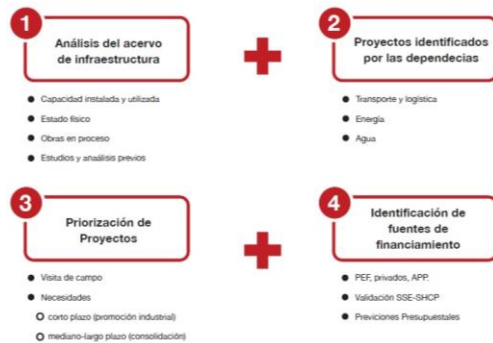 1
Análisis del acervo
de infraestructura
● Capacidad instalada y utilizada
● Estado físico
● Obras en proceso
● Estudios y anaálisis previos
2
Proyectos identificados
por las dependecias
● Transporte y logística
● Energía
● Agua
3
Priorización de
Proyectos
● Visita de campo
● Necesidades
○ corto plazo (promoción industrial)
○ mediano-largo plazo (consolidación)
4
Identificación de
fuentes de
financiamiento
● PEF, privados, APP.
● Validación SSE-SHCP
● Previciones Presupuestales